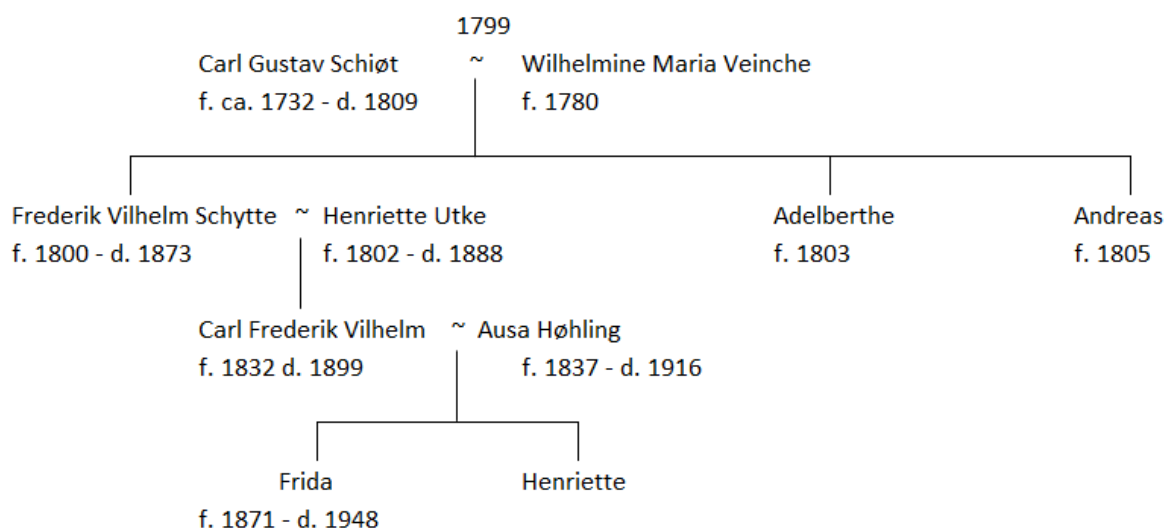 1799
Carl Gustav Schiøt ~ Wilhelmine Maria Veinche
f. ca. 1732 - d. 1809 f. 1780
Frederik Vilhelm Schytte ~ Henriette Utke Adelberthe Andreas
f. 1800 - d. 1873 f. 1802 - d. 1888 f. 1803 f. 1805
Carl Frederik Vilhelm ~ Ausa Høhling
f. 1832 d. 1899 f. 1837 - d. 1916
Frida Henriette
f. 1871 - d. 1948